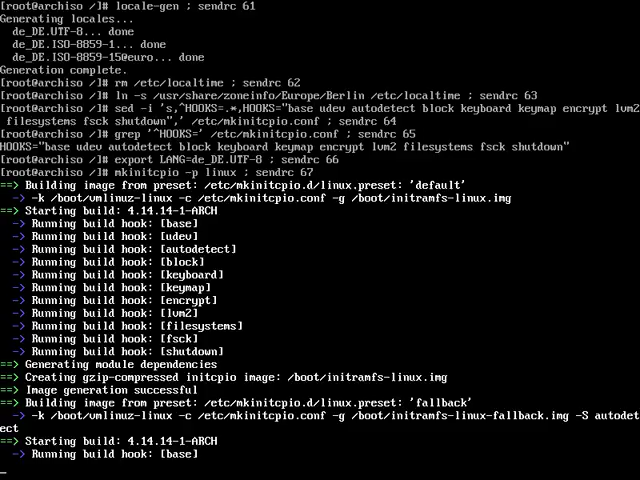 [root@archiso /]# locale-gen ; sendrc 61
Generating locales...
  de_DE.UTF-8... done
  de_DE.ISO-8859-1... done
  de_DE.ISO-8859-15@euro... done
Generation complete.
[root@archiso /]# rm /etc/localtime ; sendrc 62
[root@archiso /]# ln -s /usr/share/zoneinfo/Europe/Berlin /etc/localtime ; sendrc 63
[root@archiso /]# sed -i 's,^HOOKS=.*,HOOKS="base udev autodetect block keyboard keymap encrypt lvm2
 filesystems fsck shutdown",' /etc/mkinitcpio.conf ; sendrc 64
[root@archiso /]# grep '^HOOKS=' /etc/mkinitcpio.conf ; sendrc 65
HOOKS="base udev autodetect block keyboard keymap encrypt lvm2 filesystems fsck shutdown"
[root@archiso /]# export LANG=de_DE.UTF-8 ; sendrc 66
[root@archiso /]# mkinitcpio -p linux ; sendrc 67
==> Building image from preset: /etc/mkinitcpio.d/linux.preset: 'default'
  -> -k /boot/vmlinuz-linux -c /etc/mkinitcpio.conf -g /boot/initramfs-linux.img
==> Starting build: 4.14.14-1-ARCH
  -> Running build hook: [base]
  -> Running build hook: [udev]
  -> Running build hook: [autodetect]
  -> Running build hook: [block]
  -> Running build hook: [keyboard]
  -> Running build hook: [keymap]
  -> Running build hook: [encrypt]
  -> Running build hook: [lvm2]
  -> Running build hook: [filesystems]
  -> Running build hook: [fsck]
  -> Running build hook: [shutdown]
==> Generating module dependencies
==> Creating gzip-compressed initcpio image: /boot/initramfs-linux.img
==> Image generation successful
==> Building image from preset: /etc/mkinitcpio.d/linux.preset: 'fallback'
  -> -k /boot/vmlinuz-linux -c /etc/mkinitcpio.conf -g /boot/initramfs-linux-fallback.img -S autodet
ect
==> Starting build: 4.14.14-1-ARCH
  -> Running build hook: [base]
_